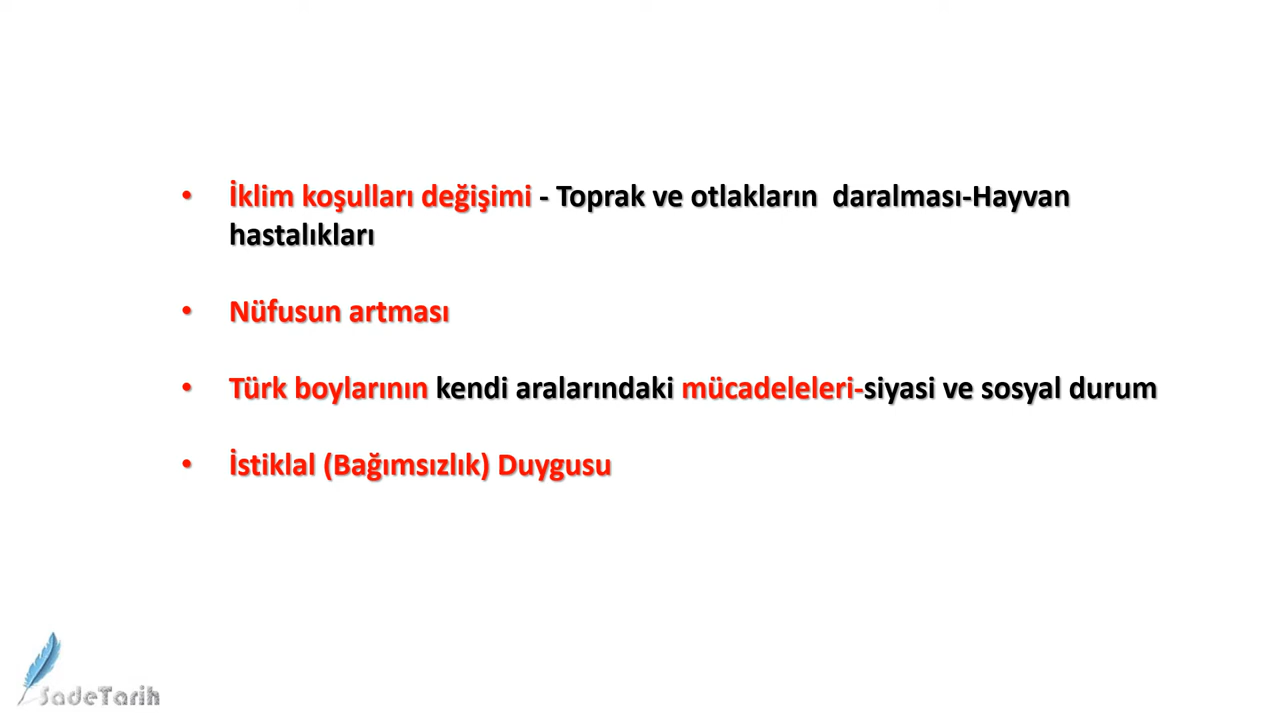 • İklim koşulları değişimi - Toprak ve otlakların daralması-Hayvan
hastalıkları
• Nüfusun artması
• Türk boylarının kendi aralarındaki mücadeleleri-siyasi ve sosyal durum
• İstiklal (Bağımsızlık) Duygusu
SadeTarih